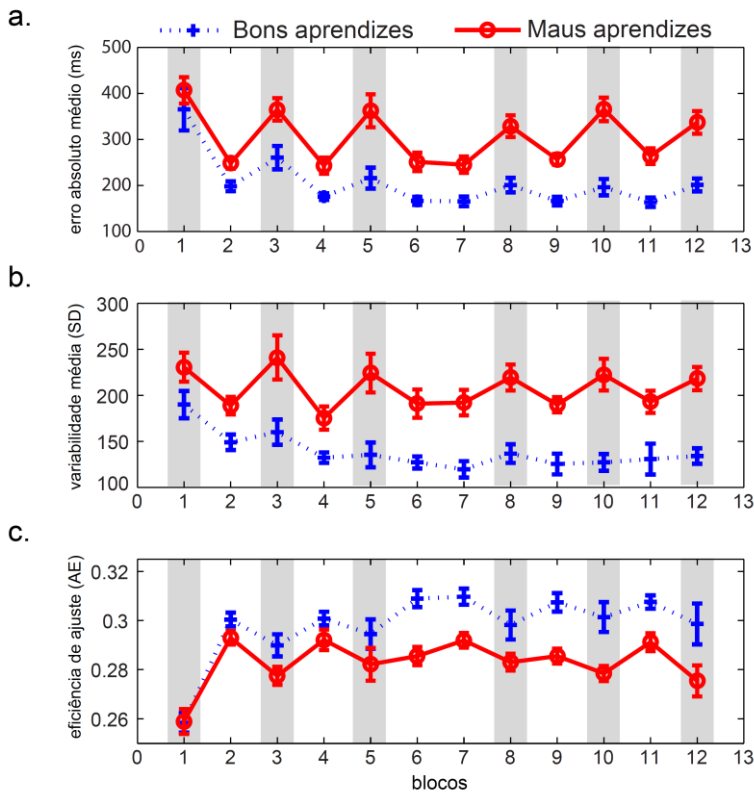 a.
Bons aprendizes
Maus aprendizes
erro absoluto médio (ms)
500
400
300
200
100
0 1 2 3 4 5 6 7 8 9 10 11 12 13
b.
variabilidade média (SD)
300
250
200
150
100
0 1 2 3 4 5 6 7 8 9 10 11 12 13
c.
eficiência de ajuste (AE)
0.32
0.3
0.28
0.26
0 1 2 3 4 5 6 7 8 9 10 11 12 13
blocos